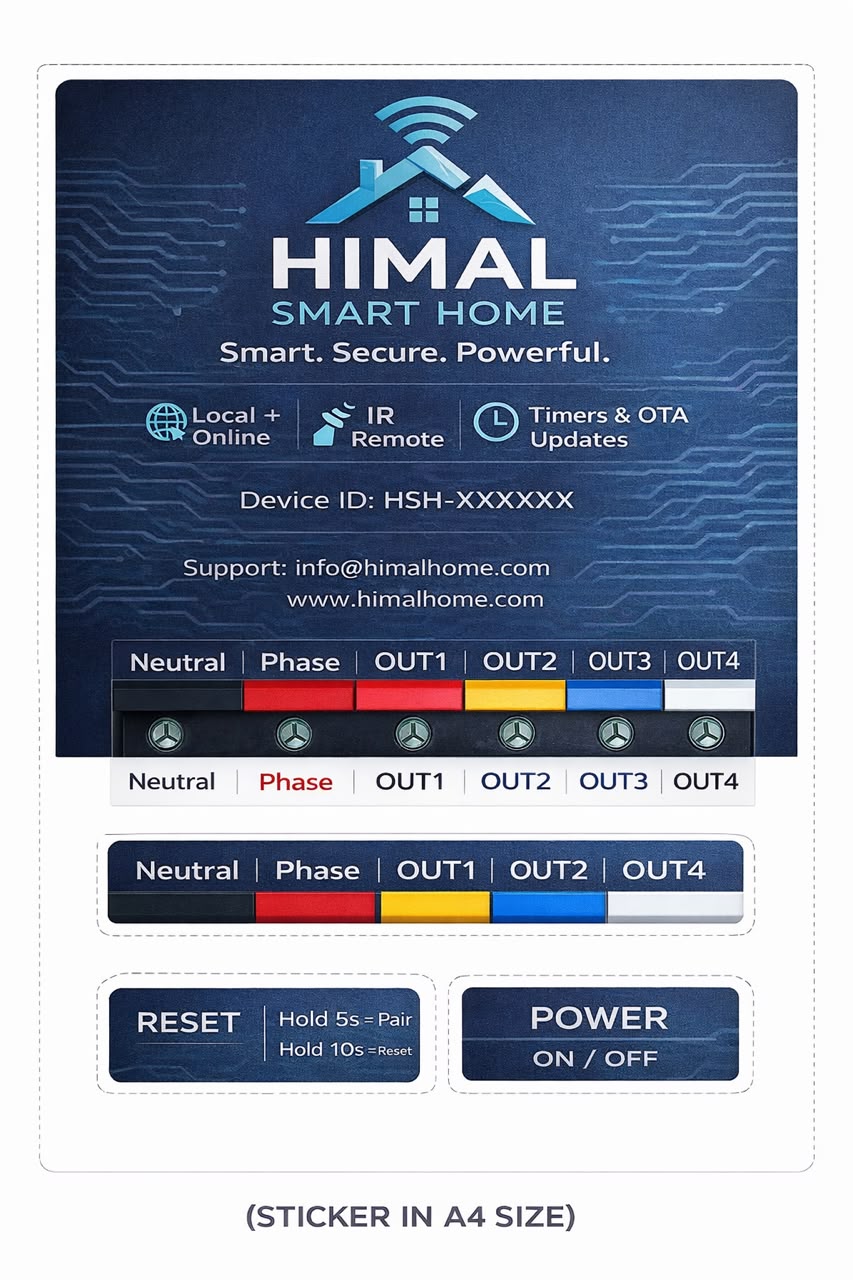 HIMAL
SMART HOME
Smart. Secure. Powerful.
Local +
Online
IR
Remote
Timers & OTA
Updates
Device ID: HSH-XXXXXX
Support: info@himalhome.com
www.himalhome.com
Neutral | Phase | OUT1 | OUT2 | OUT3 | OUT4
Neutral | Phase | OUT1 | OUT2 | OUT3 | OUT4
Neutral | Phase | OUT1 | OUT2 | OUT4
RESET
Hold 5s = Pair
Hold 10s = Reset
POWER
ON / OFF
(STICKER IN A4 SIZE)